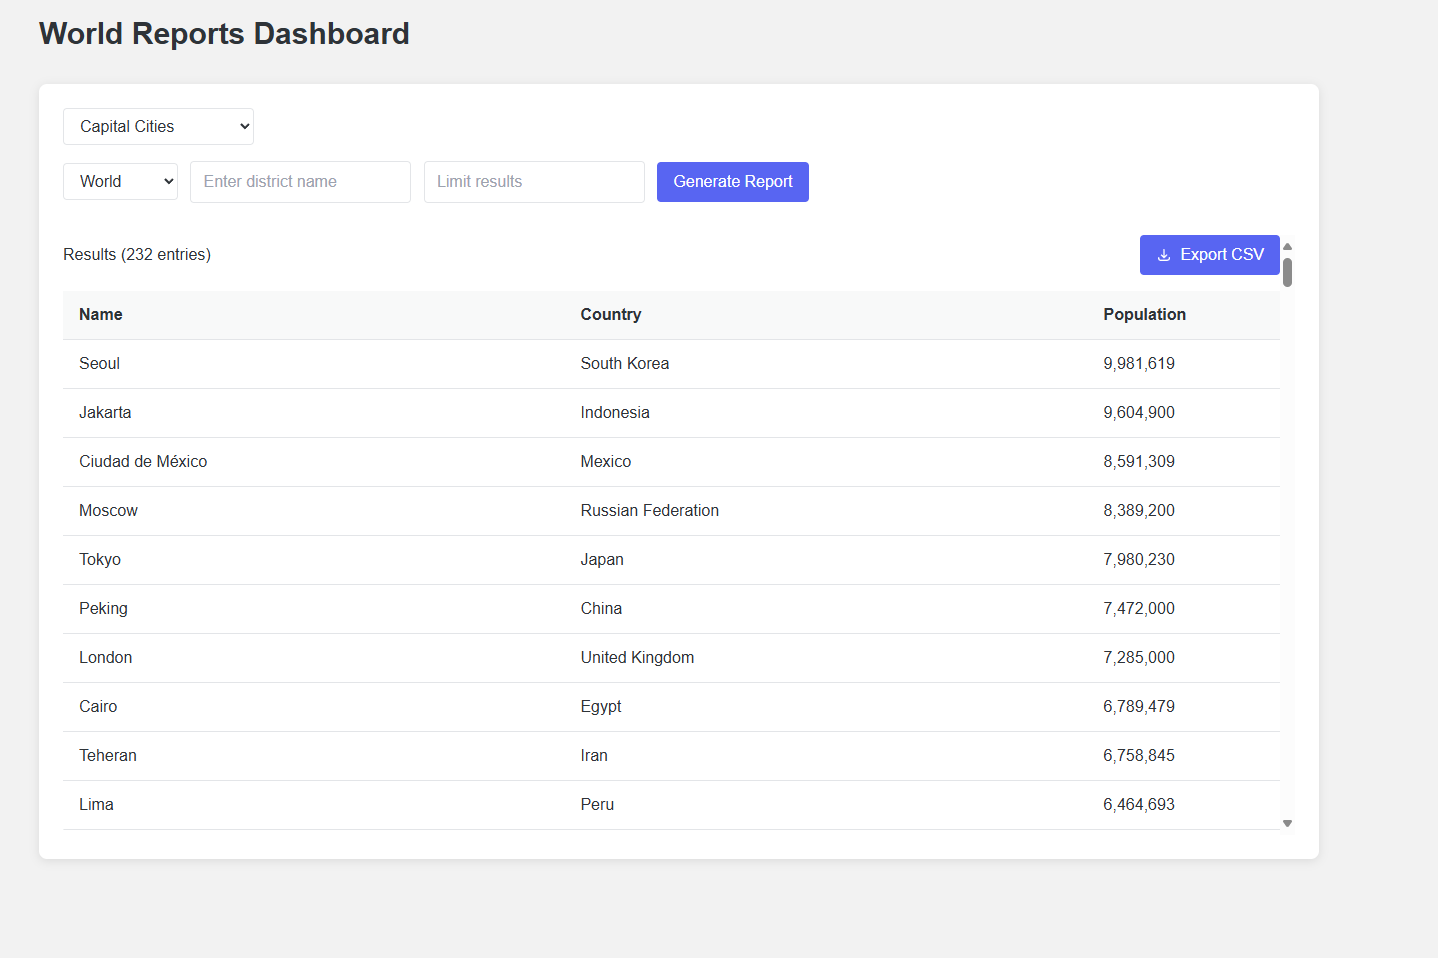 World Reports Dashboard
Capital Cities
World Enter district name Limit results Generate Report
Results (232 entries) Export CSV
Name Country Population
Seoul South Korea 9,981,619
Jakarta Indonesia 9,604,900
Ciudad de México Mexico 8,591,309
Moscow Russian Federation 8,389,200
Tokyo Japan 7,980,230
Peking China 7,472,000
London United Kingdom 7,285,000
Cairo Egypt 6,789,479
Teheran Iran 6,758,845
Lima Peru 6,464,693